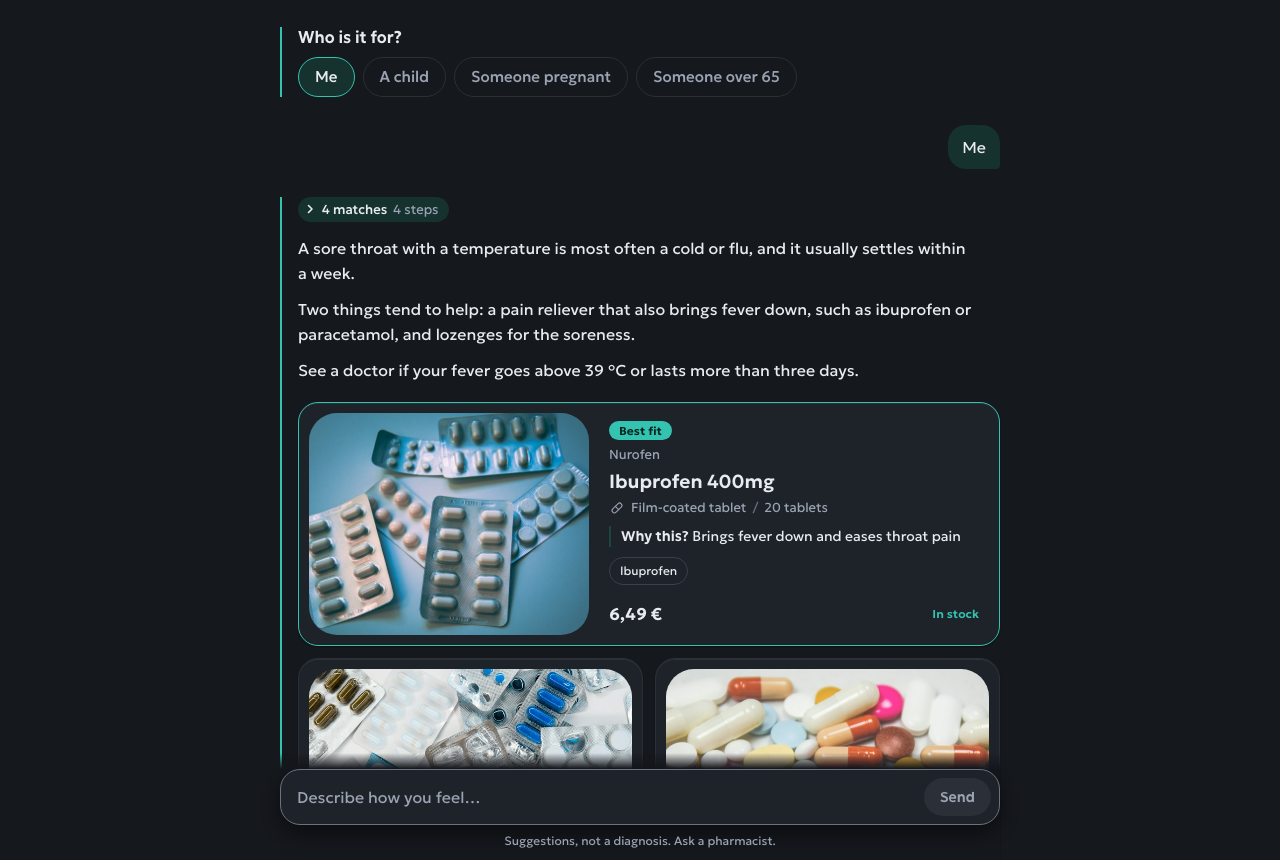 Who is it for?
Me
A child
Someone pregnant
Someone over 65
Me
4 matches 4 steps
A sore throat with a temperature is most often a cold or flu, and it usually settles within
a week.
Two things tend to help: a pain reliever that also brings fever down, such as ibuprofen or
paracetamol, and lozenges for the soreness.
See a doctor if your fever goes above 39 °C or lasts more than three days.
Best fit
Nurofen
Ibuprofen 400mg
Film-coated tablet / 20 tablets
Why this? Brings fever down and eases throat pain
Ibuprofen
6,49 €
In stock
Describe how you feel…
Send
Suggestions, not a diagnosis. Ask a pharmacist.